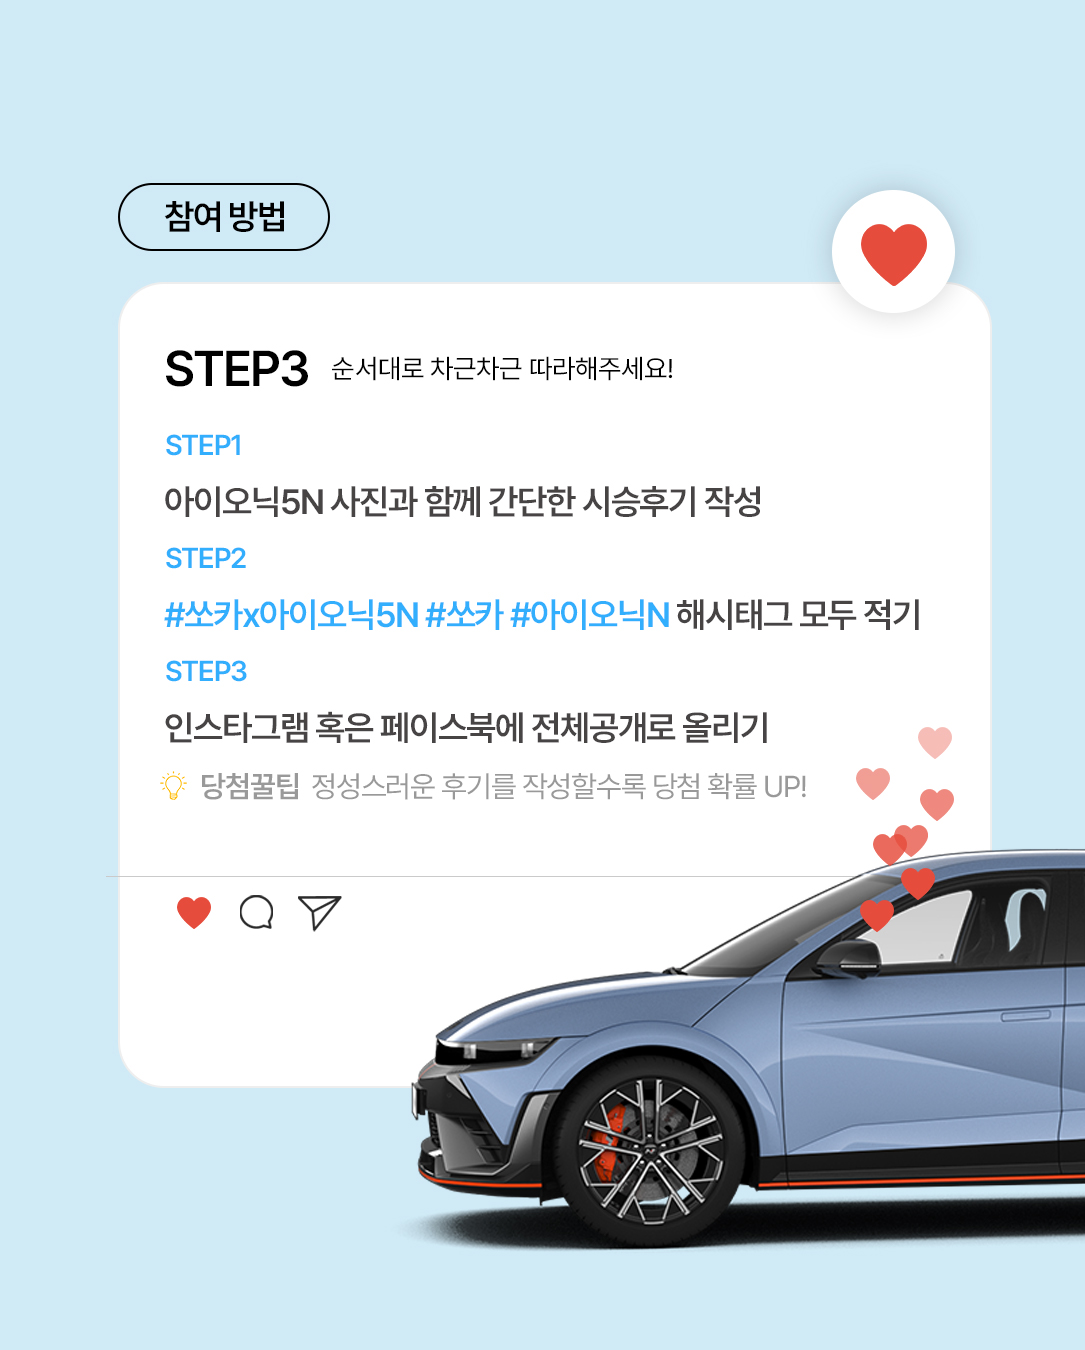 참여 방법
STEP3 순서대로 차근차근 따라해주세요!
STEP1
아이오닉5N 사진과 함께 간단한 시승후기 작성
STEP2
#쏘카x아이오닉5N #쏘카 #아이오닉N 해시태그 모두 적기
STEP3
인스타그램 혹은 페이스북에 전체공개로 올리기
당첨꿀팁 정성스러운 후기를 작성할수록 당첨 확률 UP!